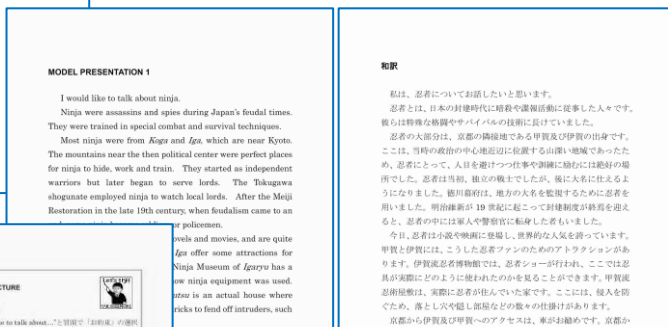 MODEL PRESENTATION 1
I would like to talk about ninja.
Ninja were assassins and spies during Japan's feudal times.
They were trained in special combat and survival techniques.
Most ninja were from Koga and Iga, which are near Kyoto.
The mountains near the then political center were perfect places
for ninja to hide, work and train. They started as independent
warriors but later began to serve lords. The Tokugawa
shogunate employed ninja to watch local lords. After the Meiji
Restoration in the late 19th century, when feudalism came to an
or policemen.
ovels and movies, and are quite
Iga offer some attractions for
Ninja Museum of Igaryu has a
ow ninja equipment was used.
utsu is an actual house where
ricks to fend off intruders, such
CTURE
Let's try!
e to talk about..."と冒頭で「お約束」の選択
和訳
私は、忍者についてお話したいと思います。
忍者とは、日本の封建時代に暗殺や諜報活動に従事した人々です。
彼らは特殊な格闘やサバイバルの技術に長けていました。
忍者の大部分は、京都の隣接地である甲賀及び伊賀の出身です。
ここは、当時の政治の中心地近辺に位置する山深い地域であったた
め、忍者にとって、人目を避けつつ仕事や訓練に励むには絶好の場
所でした。忍者は当初、独立の戦士でしたが、後に大名に仕えるよ
うになりました。徳川幕府は、地方の大名を監視するために忍者を
用いました。明治維新が 19 世紀に起こって封建制度が終焉を迎え
ると、忍者の中には軍人や警察官に転身した者もいました。
今日、忍者は小説や映画に登場し、世界的な人気を誇っています。
甲賀と伊賀には、こうした忍者ファンのためのアトラクションがあ
ります。伊賀流忍者博物館では、忍者ショーが行われ、ここでは忍
具が実際にどのように使われたのかを見ることができます。甲賀流
忍術屋敷は、実際に忍者が住んでいた家です。ここには、侵入を防
ぐため、落とし穴や隠し部屋などの数々の仕掛けがあります。
京都から伊賀及び甲賀へのアクセスは、車がお勧めです。京都か